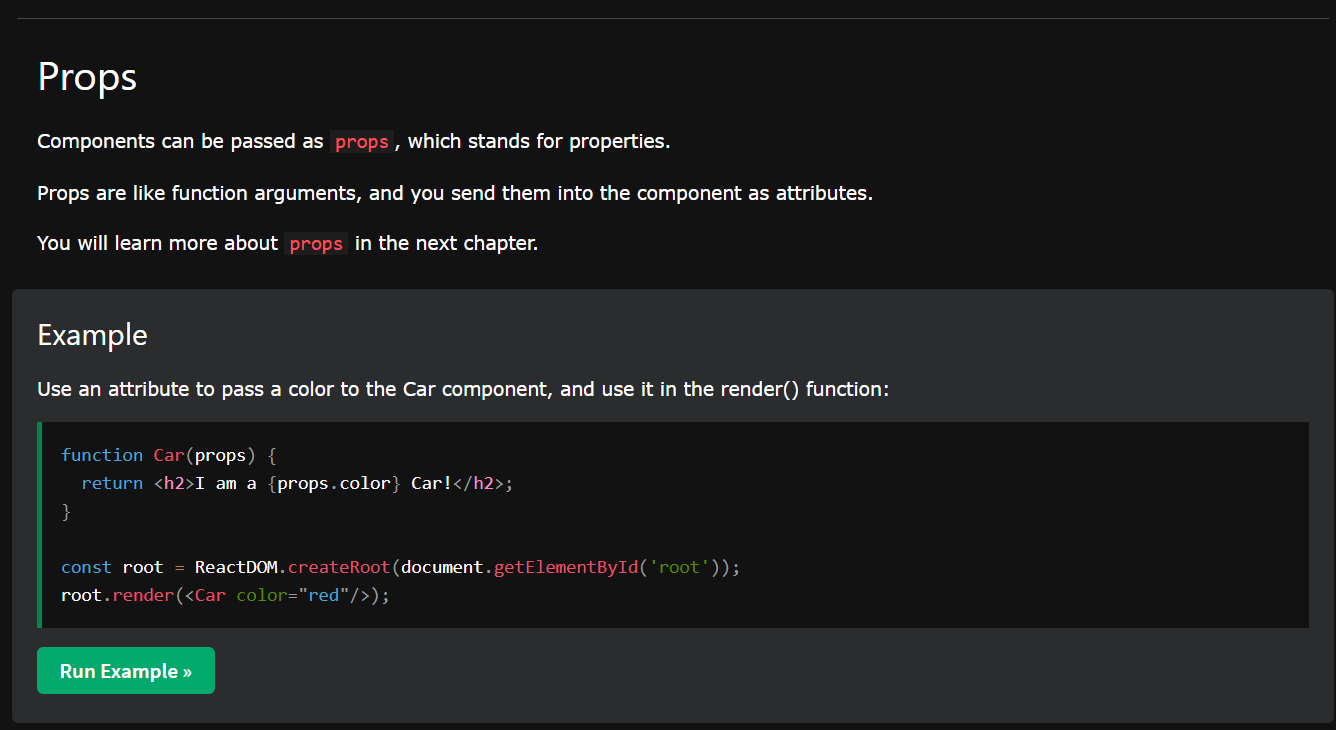 Props
Components can be passed as props, which stands for properties.
Props are like function arguments, and you send them into the component as attributes.
You will learn more about props in the next chapter.
Example
Use an attribute to pass a color to the Car component, and use it in the render() function:
function Car(props) {
  return <h2>I am a {props.color} Car!</h2>;
}
const root = ReactDOM.createRoot(document.getElementById('root'));
root.render(<Car color="red"/>);
Run Example »